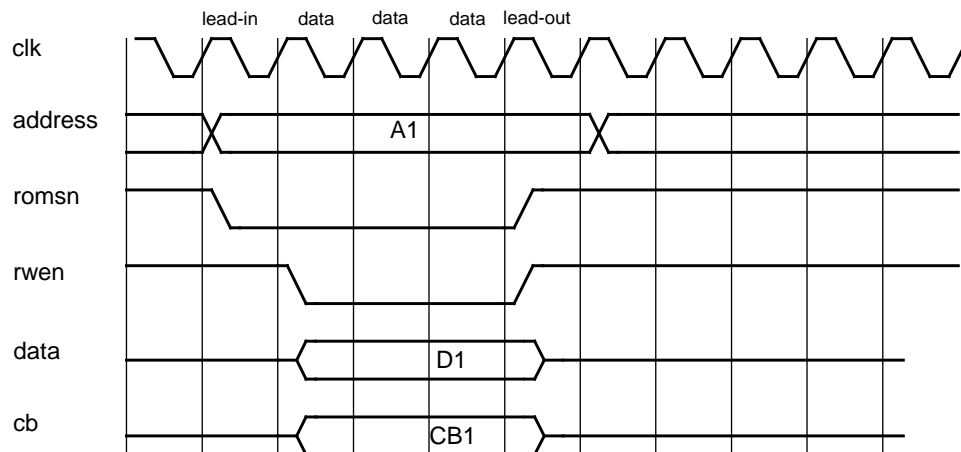 lead-in data data data lead-out
clk
address A1
romsn
rwen
data D1
cb CB1